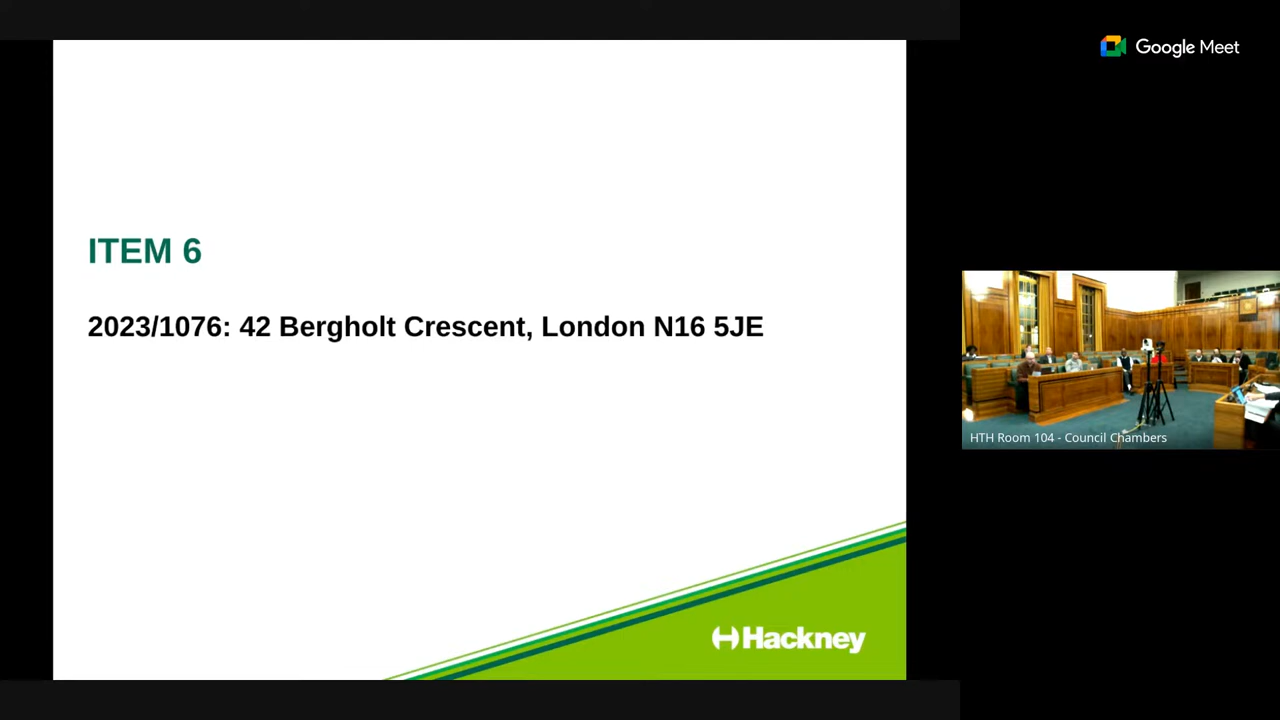 Google Meet
ITEM 6
2023/1076: 42 Bergholt Crescent, London N16 5JE
HTH Room 104 - Council Chambers
Hackney